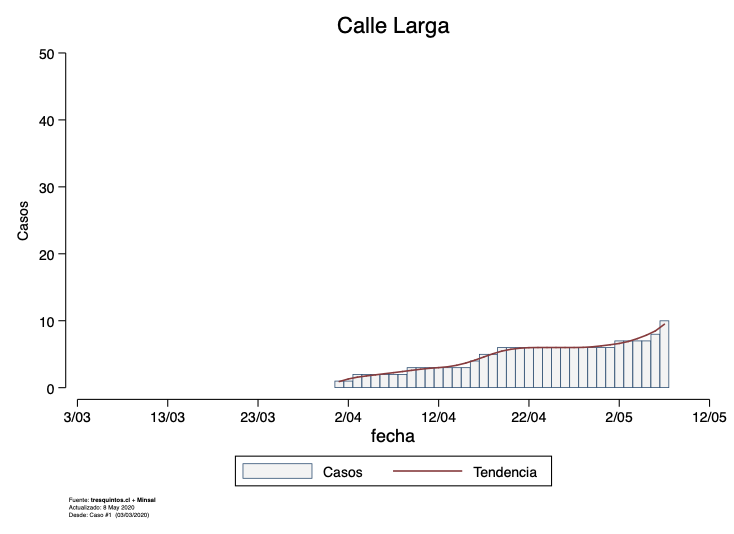 Calle Larga
50
40
30
20
10
0
Casos
3/03 13/03 23/03 2/04 12/04 22/04 2/05 12/05
fecha
Casos Tendencia
Fuente: tresquintos.cl + Minsal
Actualizado: 8 May 2020
Desde: Caso #1 (03/03/2020)